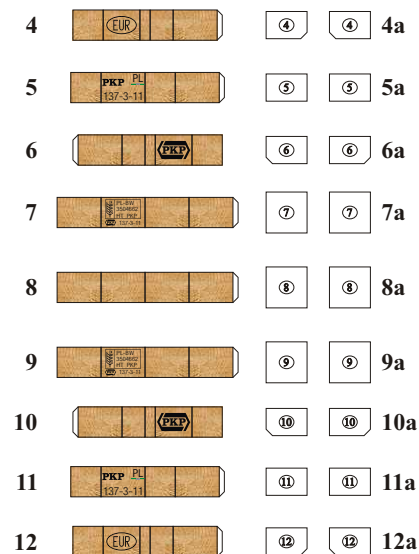 4 EUR ④ ④ 4a
5 PKP PL ⑤ ⑤ 5a
137-3-11
6 PKP ⑥ ⑥ 6a
7 PL-BW ⑦ ⑦ 7a
3504662
HT PKP
137-3-11
8 ⑧ ⑧ 8a
9 PL-BW ⑨ ⑨ 9a
3504662
HT PKP
137-3-11
10 PKP ⑩ ⑩ 10a
11 PKP PL ⑪ ⑪ 11a
137-3-11
12 EUR ⑫ ⑫ 12a